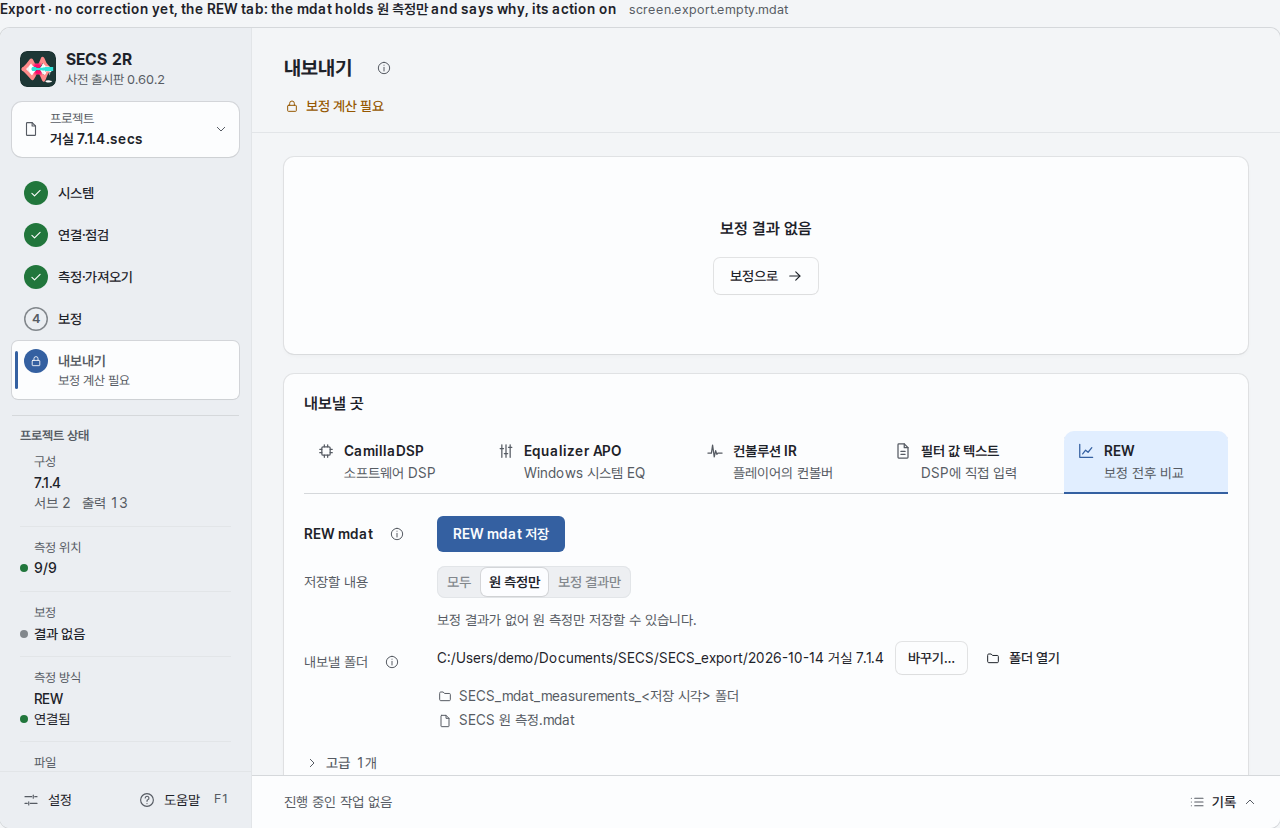 Export · no correction yet, the REW tab: the mdat holds 원 측정만 and says why, its action on screen.export.empty.mdat
SECS 2R
사전 출시판 0.60.2
프로젝트
거실 7.1.4.secs
시스템
연결·점검
측정·가져오기
4 보정
내보내기
보정 계산 필요
프로젝트 상태
구성
7.1.4
서브 2 출력 13
측정 위치
9/9
보정
결과 없음
측정 방식
REW
연결됨
파일
설정
도움말 F1
내보내기
보정 계산 필요
보정 결과 없음
보정으로
내보낼 곳
CamillaDSP
소프트웨어 DSP
Equalizer APO
Windows 시스템 EQ
컨볼루션 IR
플레이어의 컨볼버
필터 값 텍스트
DSP에 직접 입력
REW
보정 전후 비교
REW mdat
REW mdat 저장
저장할 내용
모두 원 측정만 보정 결과만
보정 결과가 없어 원 측정만 저장할 수 있습니다.
내보낼 폴더
C:/Users/demo/Documents/SECS/SECS_export/2026-10-14 거실 7.1.4
바꾸기...
폴더 열기
SECS_mdat_measurements_<저장 시각> 폴더
SECS 원 측정.mdat
고급 1개
진행 중인 작업 없음
기록